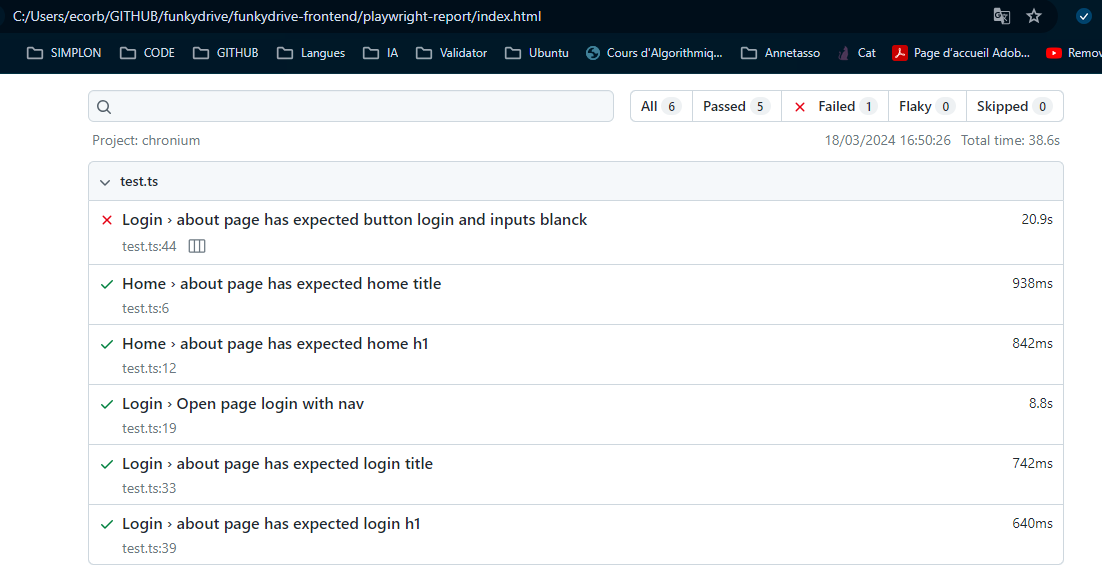 C:/Users/ecorb/GITHUB/funkydrive/funkydrive-frontend/playwright-report/index.html
SIMPLON CODE GITHUB Langues IA Validator Ubuntu Cours d'Algorithmiq... Annetasso Cat Page d'accueil Adob... Remov
All 6 Passed 5 Failed 1 Flaky 0 Skipped 0
Project: chronium 18/03/2024 16:50:26 Total time: 38.6s
test.ts
Login › about page has expected button login and inputs blanck 20.9s
test.ts:44
Home › about page has expected home title 938ms
test.ts:6
Home › about page has expected home h1 842ms
test.ts:12
Login › Open page login with nav 8.8s
test.ts:19
Login › about page has expected login title 742ms
test.ts:33
Login › about page has expected login h1 640ms
test.ts:39